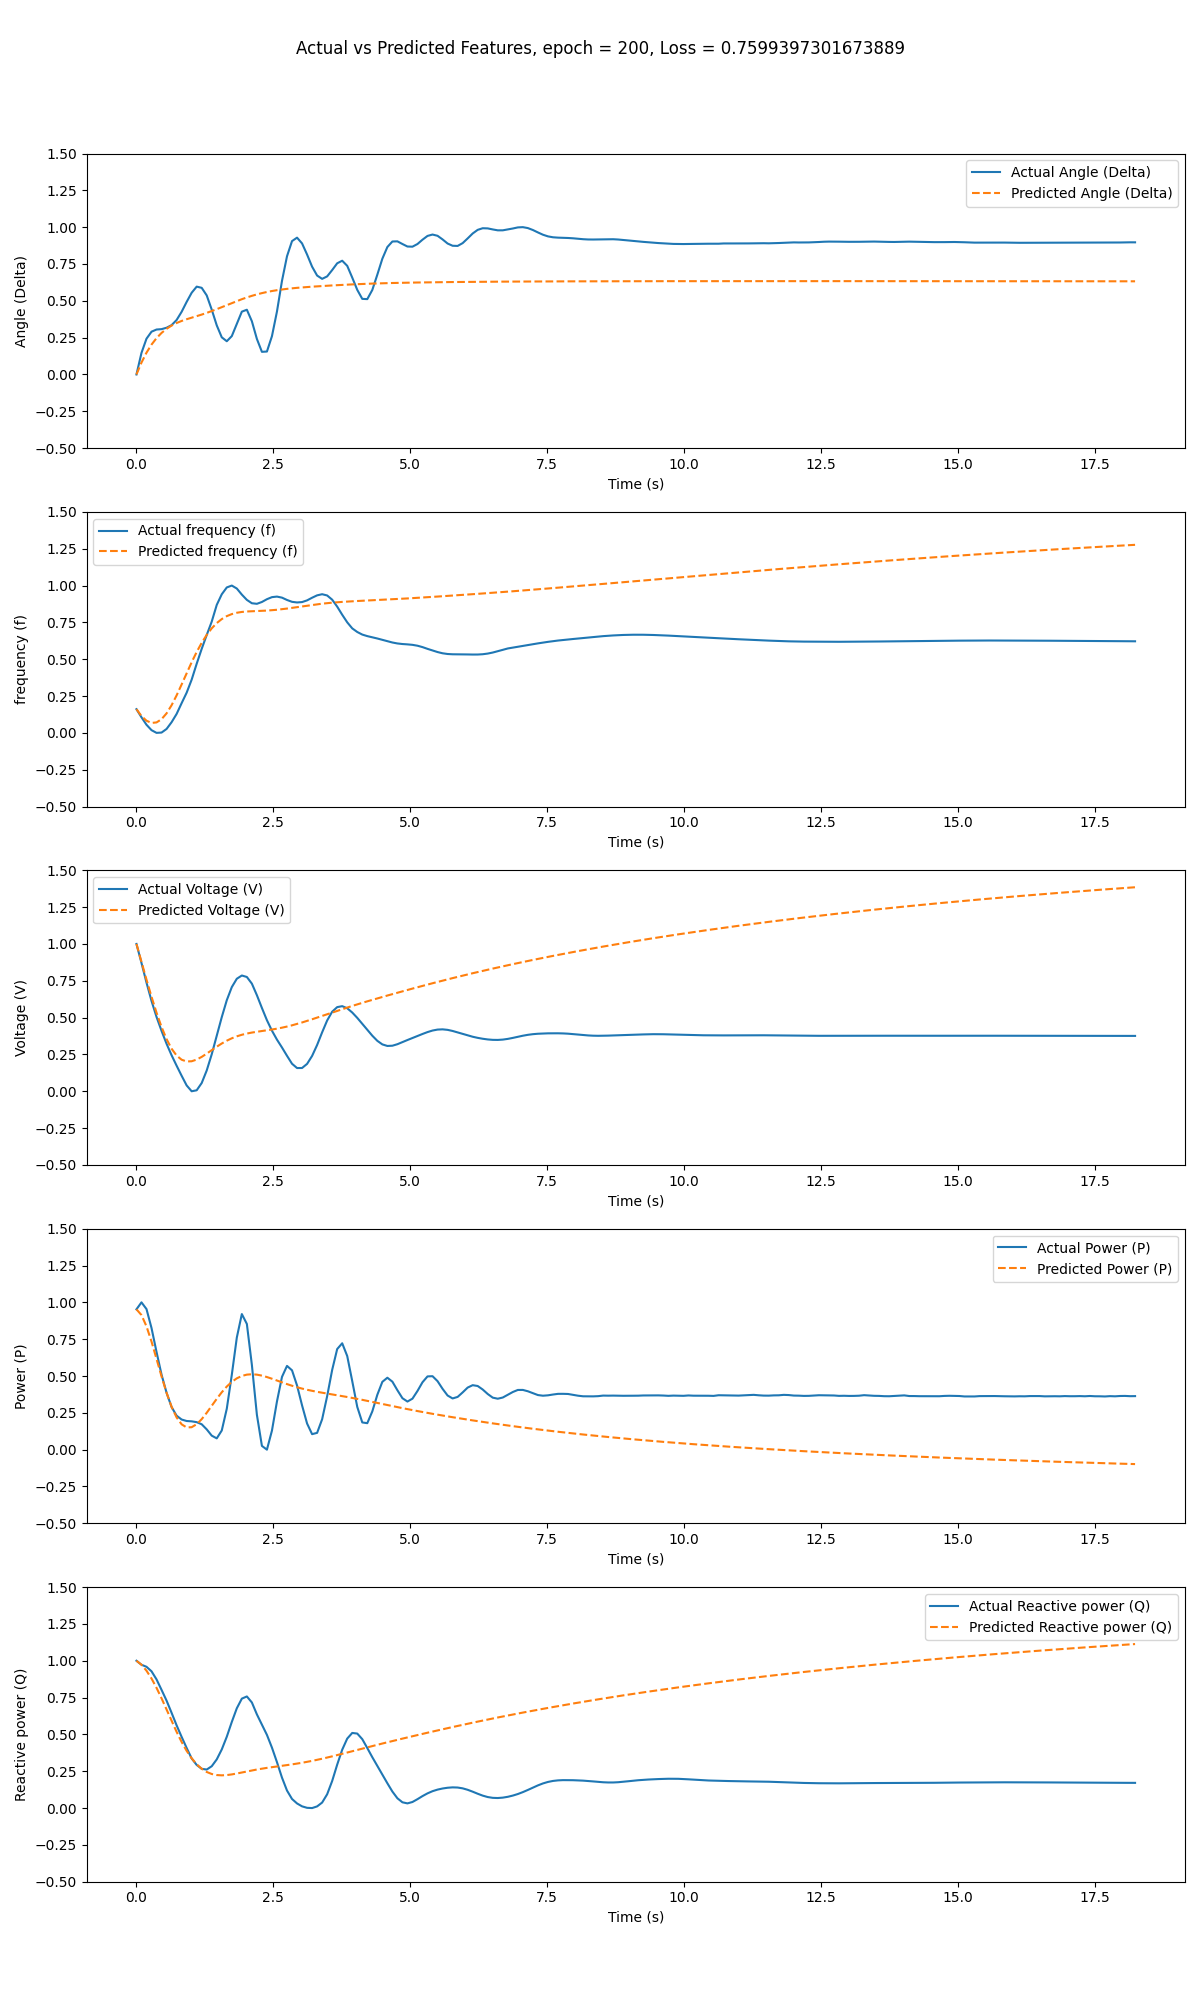 Actual vs Predicted Features, epoch = 200, Loss = 0.7599397301673889
1.50
1.25
1.00
0.75
0.50
0.25
0.00
−0.25
−0.50
Angle (Delta)
Actual Angle (Delta)
Predicted Angle (Delta)
0.0 2.5 5.0 7.5 10.0 12.5 15.0 17.5
Time (s)
1.50
1.25
1.00
0.75
0.50
0.25
0.00
−0.25
−0.50
frequency (f)
Actual frequency (f)
Predicted frequency (f)
0.0 2.5 5.0 7.5 10.0 12.5 15.0 17.5
Time (s)
1.50
1.25
1.00
0.75
0.50
0.25
0.00
−0.25
−0.50
Voltage (V)
Actual Voltage (V)
Predicted Voltage (V)
0.0 2.5 5.0 7.5 10.0 12.5 15.0 17.5
Time (s)
1.50
1.25
1.00
0.75
0.50
0.25
0.00
−0.25
−0.50
Power (P)
Actual Power (P)
Predicted Power (P)
0.0 2.5 5.0 7.5 10.0 12.5 15.0 17.5
Time (s)
1.50
1.25
1.00
0.75
0.50
0.25
0.00
−0.25
−0.50
Reactive power (Q)
Actual Reactive power (Q)
Predicted Reactive power (Q)
0.0 2.5 5.0 7.5 10.0 12.5 15.0 17.5
Time (s)